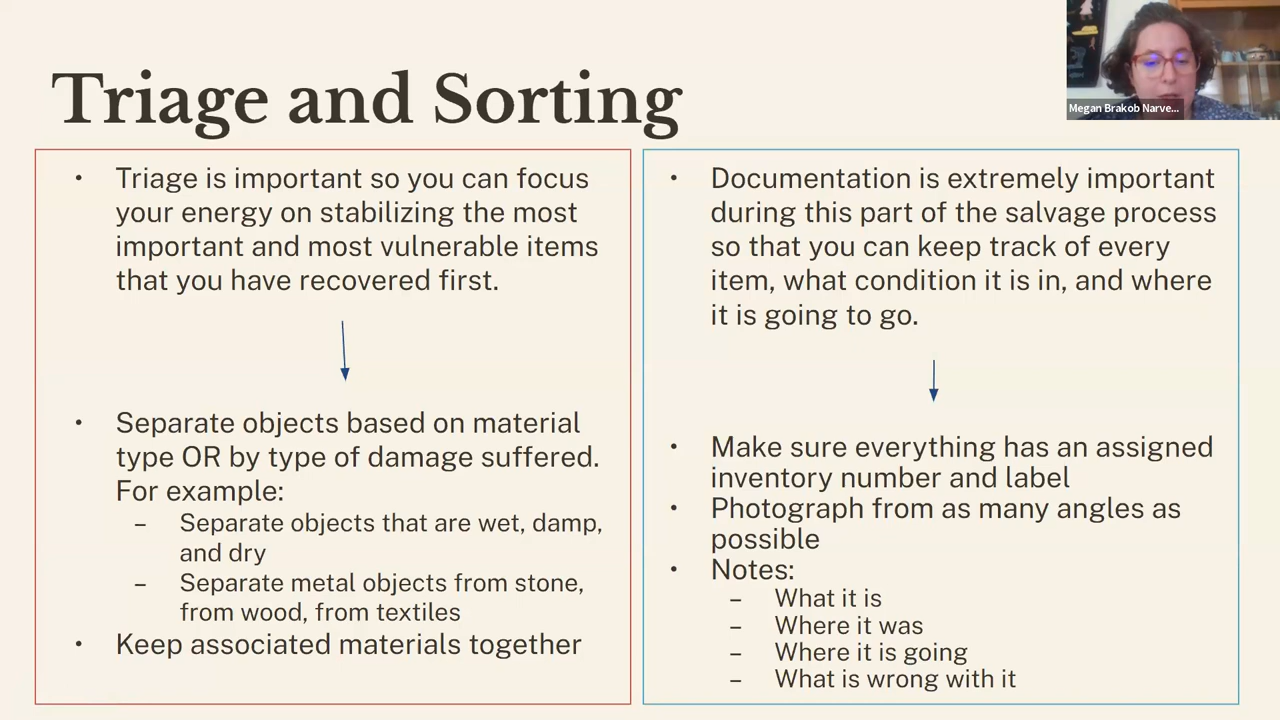 Triage and Sorting
Megan Brakob Narve...
• Triage is important so you can focus
your energy on stabilizing the most
important and most vulnerable items
that you have recovered first.
• Separate objects based on material
type OR by type of damage suffered.
For example:
– Separate objects that are wet, damp,
and dry
– Separate metal objects from stone,
from wood, from textiles
• Keep associated materials together
• Documentation is extremely important
during this part of the salvage process
so that you can keep track of every
item, what condition it is in, and where
it is going to go.
• Make sure everything has an assigned
inventory number and label
• Photograph from as many angles as
possible
• Notes:
– What it is
– Where it was
– Where it is going
– What is wrong with it